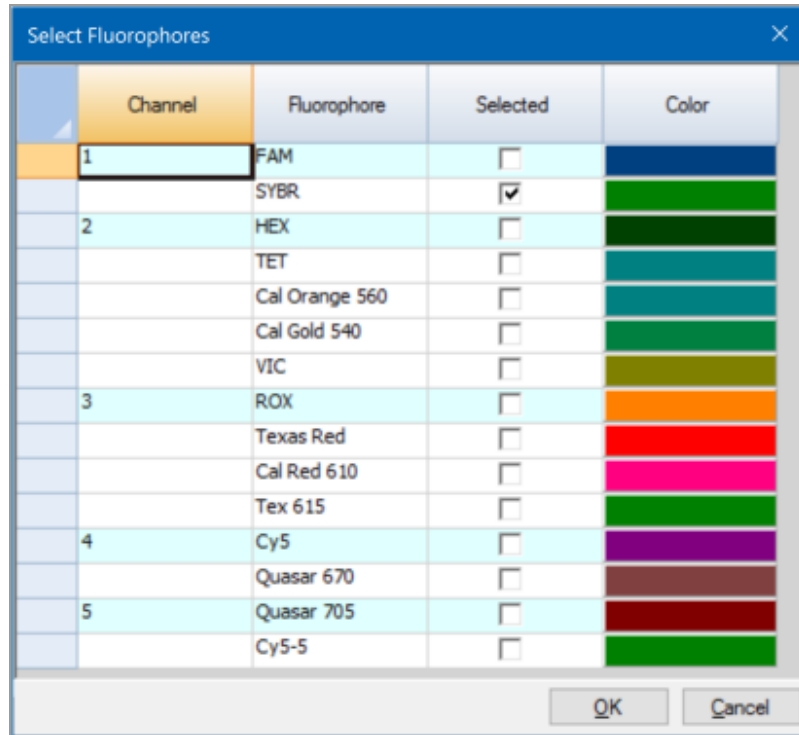 Select Fluorophores
Channel Fluorophore Selected Color
1 FAM
SYBR
2 HEX
TET
Cal Orange 560
Cal Gold 540
VIC
3 ROX
Texas Red
Cal Red 610
Tex 615
4 Cy5
Quasar 670
5 Quasar 705
Cy5-5
OK Cancel